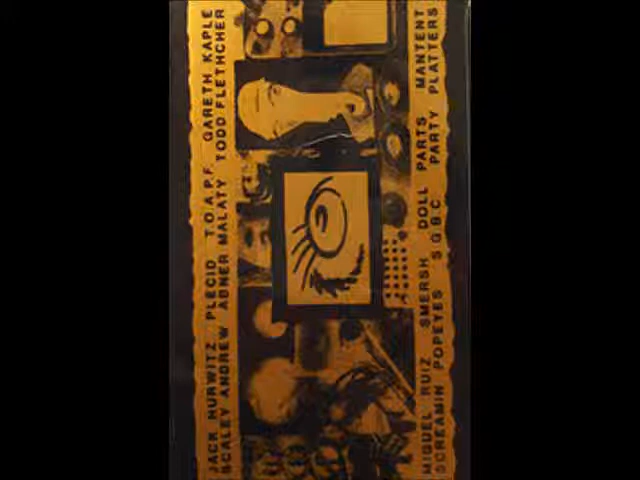 JACK HURWITZ PLECID T.O.A.P.F. GARETH KAPLE
SCALEY ANDREW ABNER MALATY TODD FLETHCHER
MIGUEL RUIZ SMERSH DOLL PARTS MANTENT
SCREAMIN POPEYES S.G.B.C PARTY PLATTERS